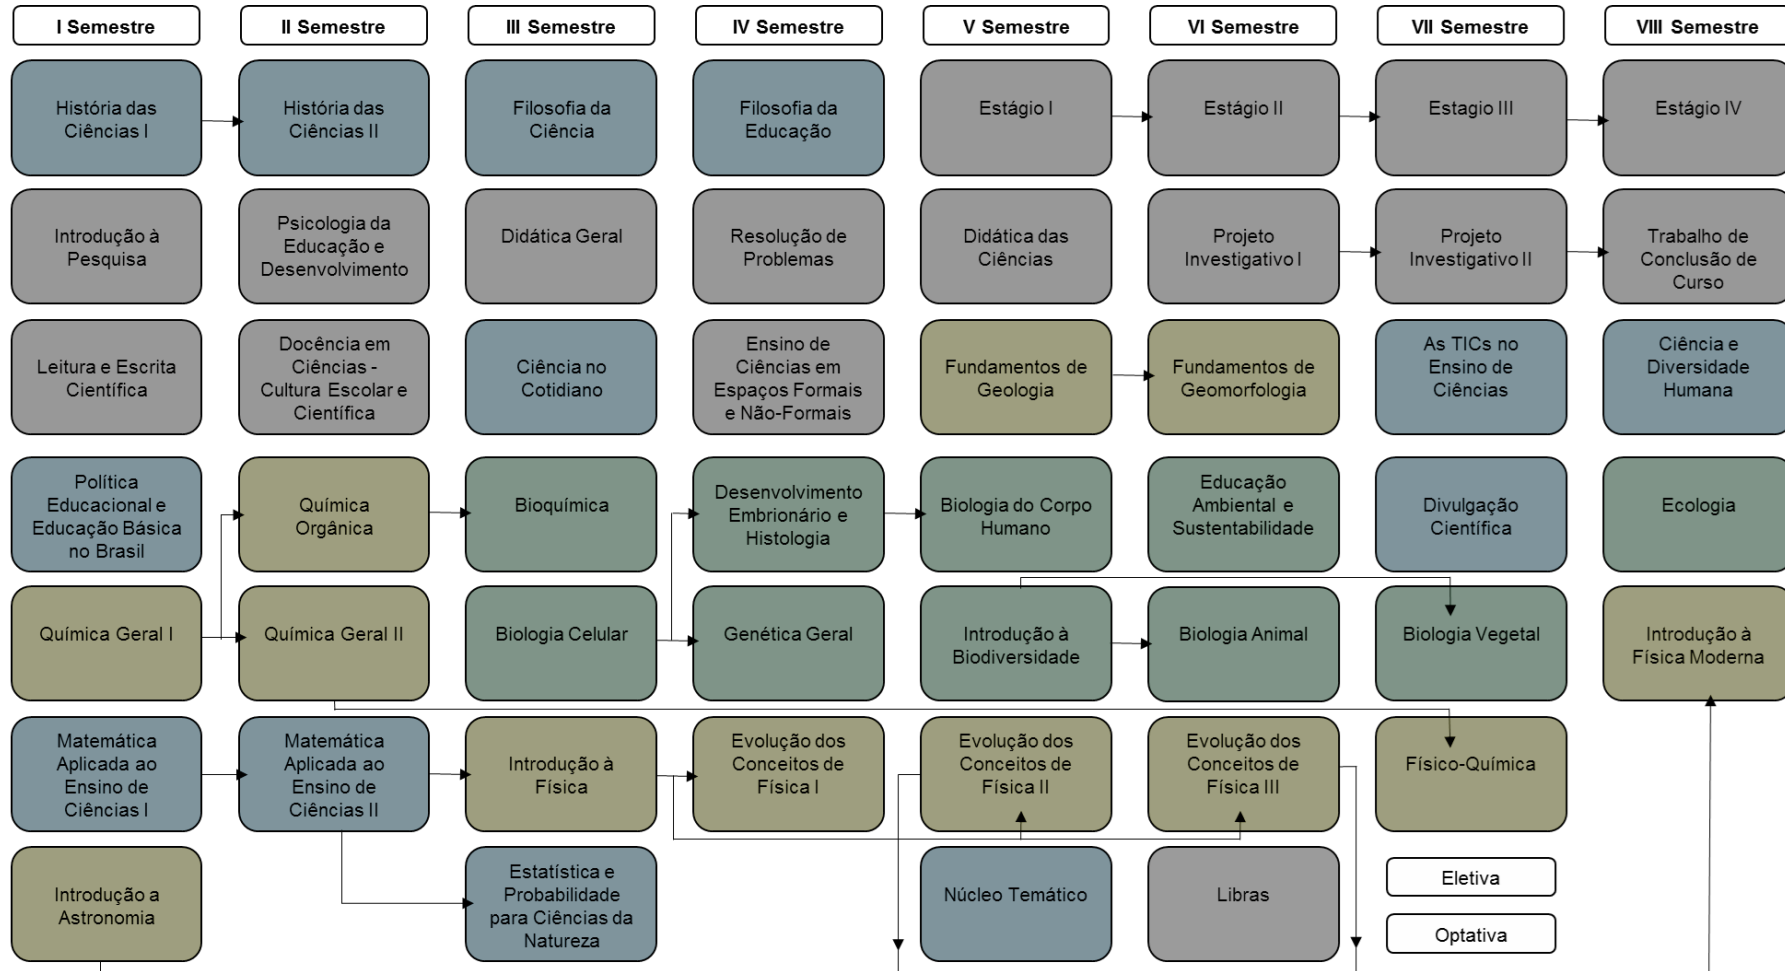 I Semestre
II Semestre
III Semestre
IV Semestre
V Semestre
VI Semestre
VII Semestre
VIII Semestre
História das
Ciências I
História das
Ciências II
Filosofia da
Ciência
Filosofia da
Educação
Estágio I
Estágio II
Estagio III
Estágio IV
Introdução à
Pesquisa
Psicologia da
Educação e
Desenvolvimento
Didática Geral
Resolução de
Problemas
Didática das
Ciências
Projeto
Investigativo I
Projeto
Investigativo II
Trabalho de
Conclusão de
Curso
Leitura e Escrita
Científica
Docência em
Ciências -
Cultura Escolar e
Científica
Ciência no
Cotidiano
Ensino de
Ciências em
Espaços Formais
e Não-Formais
Fundamentos de
Geologia
Fundamentos de
Geomorfologia
As TICs no
Ensino de
Ciências
Ciência e
Diversidade
Humana
Política
Educacional e
Educação Básica
no Brasil
Química
Orgânica
Bioquímica
Desenvolvimento
Embrionário e
Histologia
Biologia do Corpo
Humano
Educação
Ambiental e
Sustentabilidade
Divulgação
Científica
Ecologia
Química Geral I
Química Geral II
Biologia Celular
Genética Geral
Introdução à
Biodiversidade
Biologia Animal
Biologia Vegetal
Introdução à
Física Moderna
Matemática
Aplicada ao
Ensino de
Ciências I
Matemática
Aplicada ao
Ensino de
Ciências II
Introdução à
Física
Evolução dos
Conceitos de
Física I
Evolução dos
Conceitos de
Física II
Evolução dos
Conceitos de
Física III
Físico-Química
Introdução a
Astronomia
Estatística e
Probabilidade
para Ciências da
Natureza
Núcleo Temático
Libras
Eletiva
Optativa